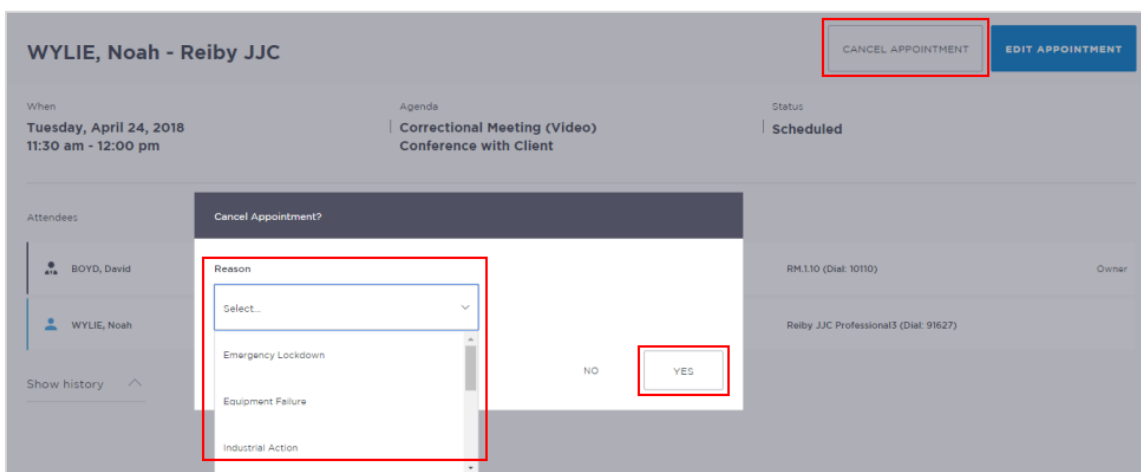 WYLIE, Noah - Reiby JJC
CANCEL APPOINTMENT
EDIT APPOINTMENT
When
Agenda
Status
Tuesday, April 24, 2018
Correctional Meeting (Video)
Scheduled
11:30 am - 12:00 pm
Conference with Client
Attendees
Cancel Appointment?
BOYD, David
Reason
RM.1.10 (Dial: 10110)
Owner
Select...
WYLIE, Noah
Reiby JJC Professional3 (Dial: 91627)
Emergency Lockdown
NO
YES
Show history
Equipment Failure
Industrial Action